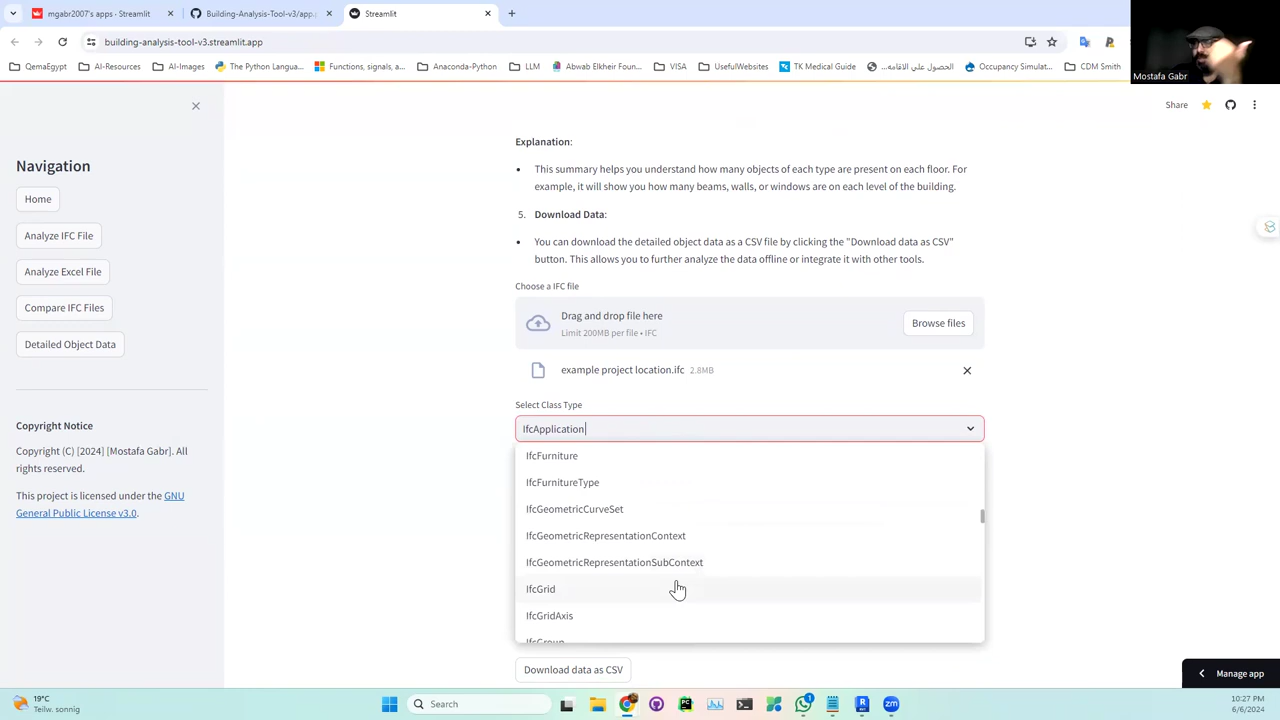 mgabr2007's apps · Streamlit
Building-Analysis-Tool-v3/app.p
Streamlit
building-analysis-tool-v3.streamlit.app
QemaEgypt
AI-Resources
AI-Images
The Python Langua...
Functions, signals, a...
Anaconda-Python
LLM
Abwab Elkheir Foun...
VISA
UsefulWebsites
TK Medical Guide
الحصول علي الاقامه...
Occupancy Simulat...
CDM Smith
Mostafa Gabr
Share
Navigation
Home
Analyze IFC File
Analyze Excel File
Compare IFC Files
Detailed Object Data
Copyright Notice
Copyright (C) [2024] [Mostafa Gabr]. All
rights reserved.
This project is licensed under the GNU
General Public License v3.0.
Explanation:
This summary helps you understand how many objects of each type are present on each floor. For
example, it will show you how many beams, walls, or windows are on each level of the building.
5. Download Data:
You can download the detailed object data as a CSV file by clicking the "Download data as CSV"
button. This allows you to further analyze the data offline or integrate it with other tools.
Choose a IFC file
Drag and drop file here
Limit 200MB per file • IFC
Browse files
example project location.ifc 2.8MB
Select Class Type
IfcApplication
IfcFurniture
IfcFurnitureType
IfcGeometricCurveSet
IfcGeometricRepresentationContext
IfcGeometricRepresentationSubContext
IfcGrid
IfcGridAxis
IfcGroup
Download data as CSV
Manage app
19°C
Teilw. sonnig
Search
10:27 PM
6/6/2024